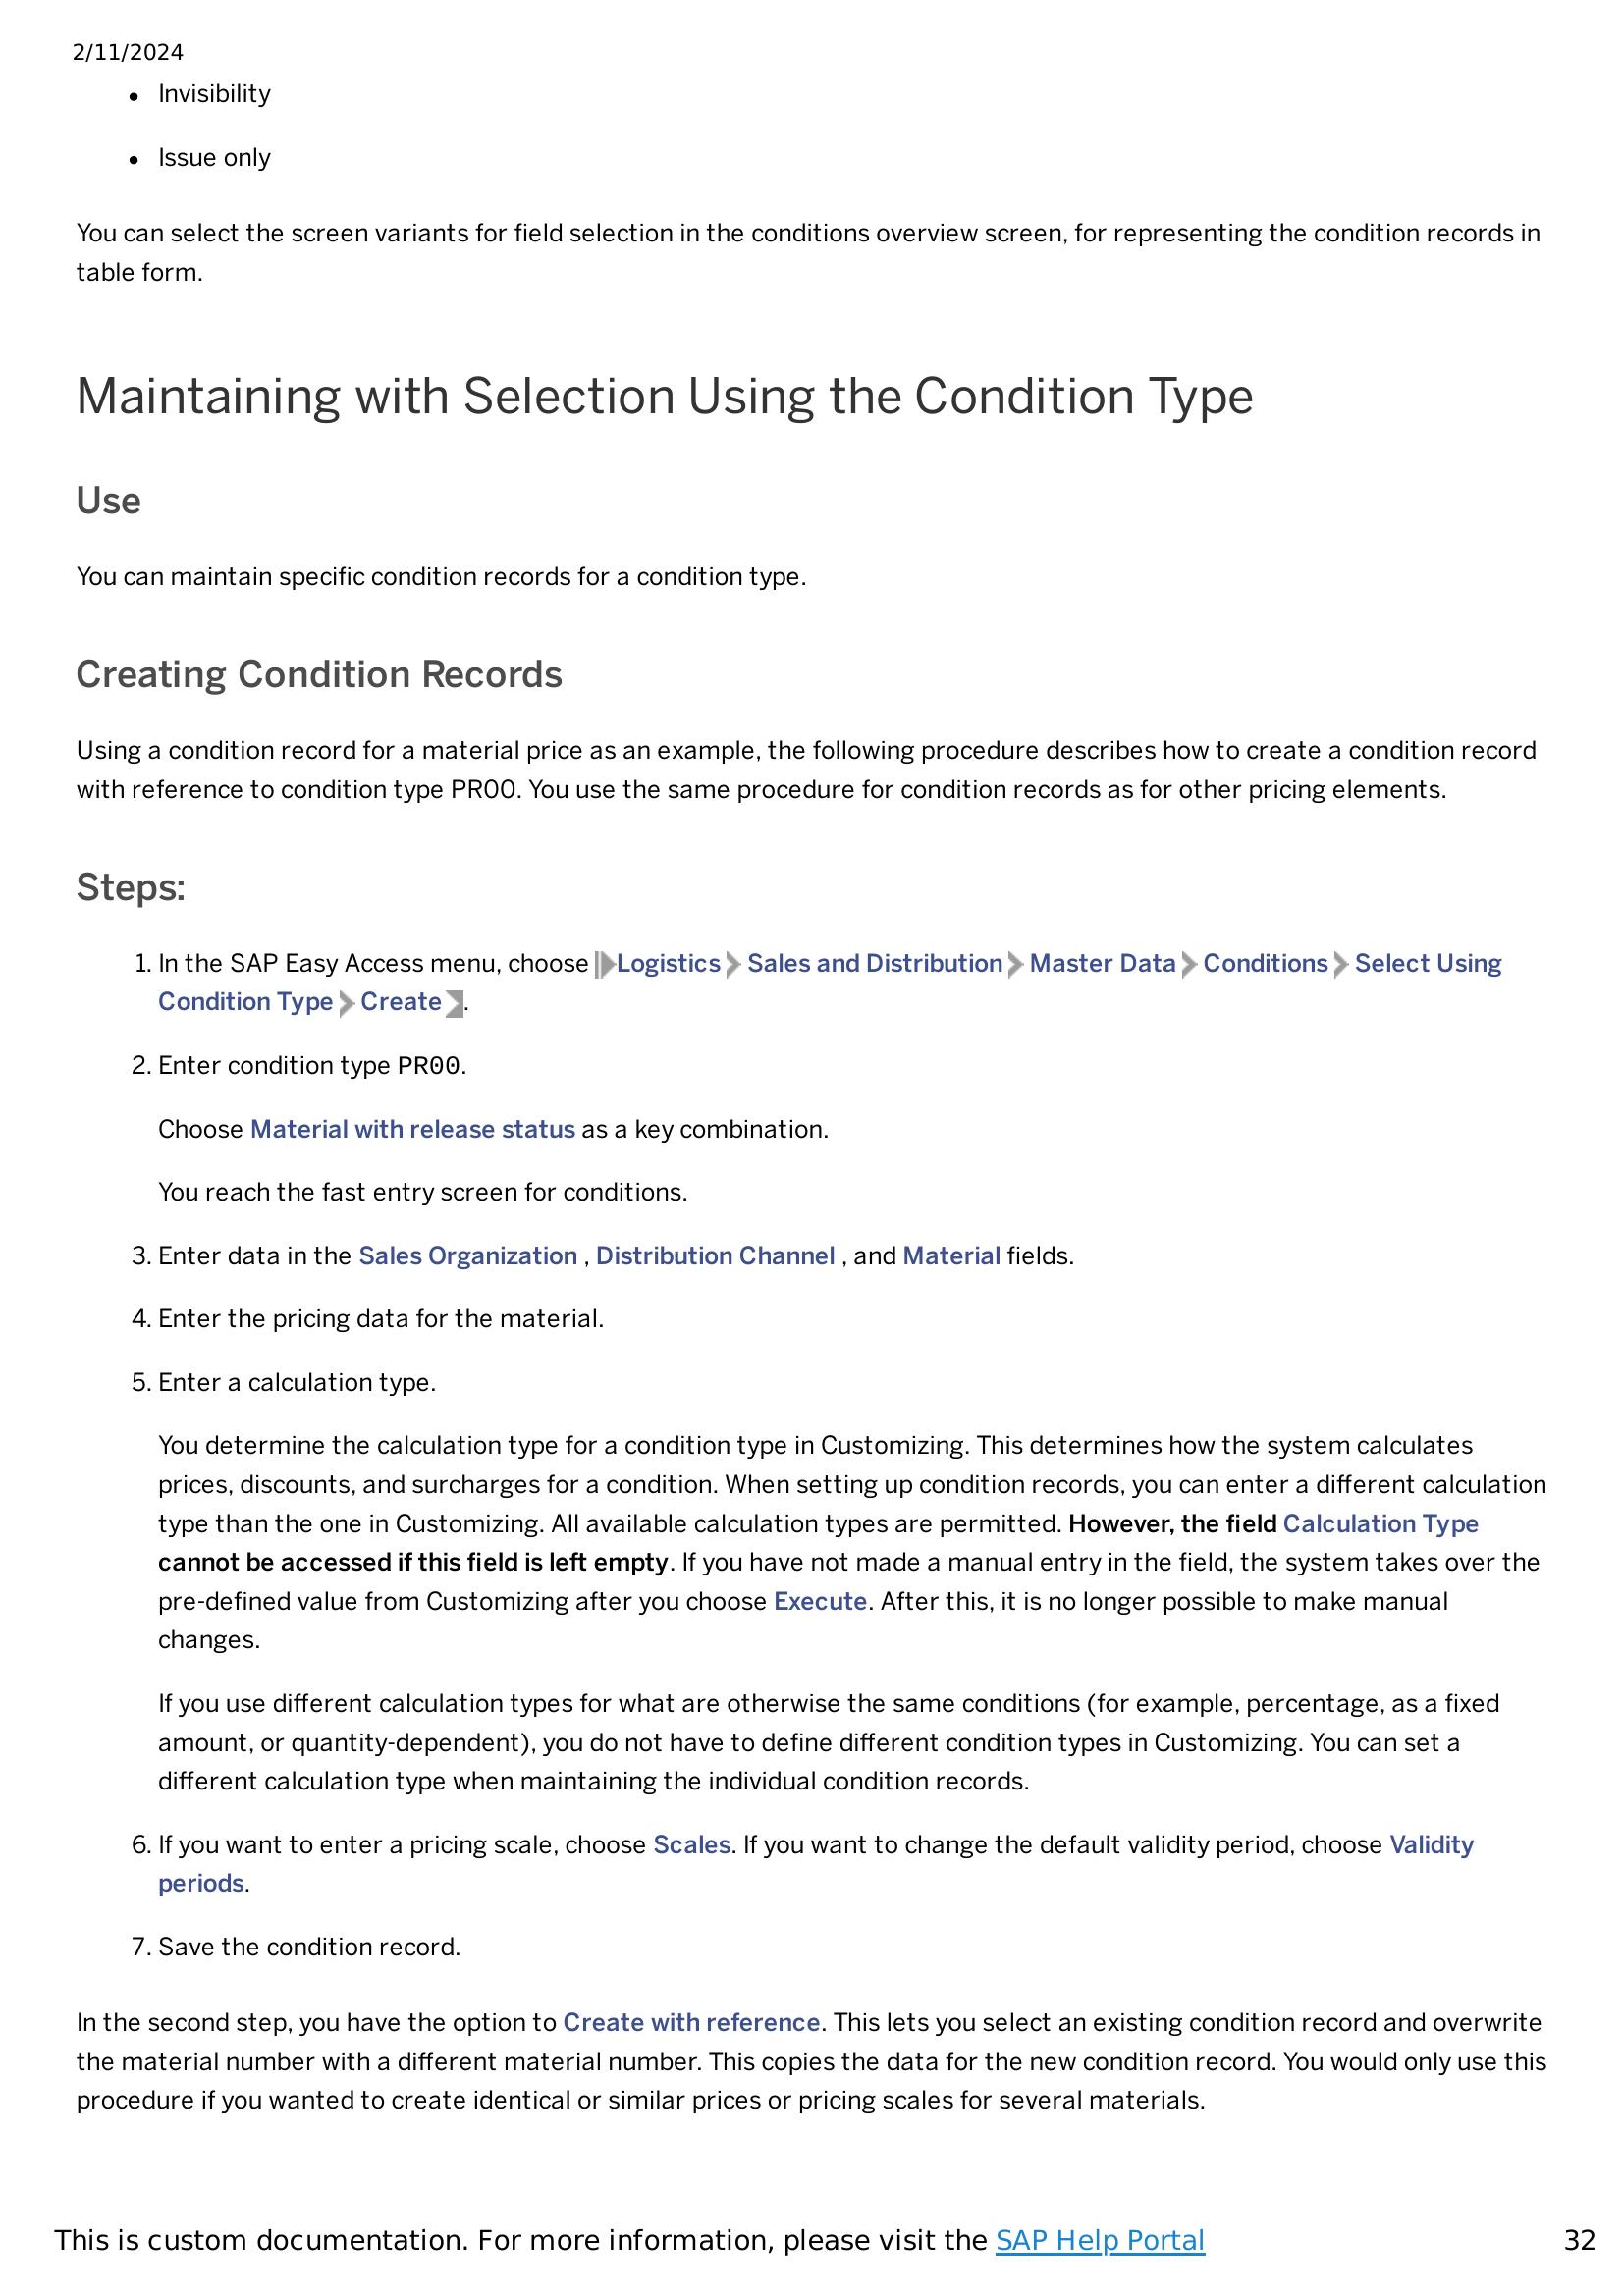 2/11/2024
• Invisibility
• Issue only
You can select the screen variants for field selection in the conditions overview screen, for representing the condition records in
table form.
Maintaining with Selection Using the Condition Type
Use
You can maintain specific condition records for a condition type.
Creating Condition Records
Using a condition record for a material price as an example, the following procedure describes how to create a condition record
with reference to condition type PR00. You use the same procedure for condition records as for other pricing elements.
Steps:
1. In the SAP Easy Access menu, choose Logistics Sales and Distribution Master Data Conditions Select Using
Condition Type Create .
2. Enter condition type PR00.
Choose Material with release status as a key combination.
You reach the fast entry screen for conditions.
3. Enter data in the Sales Organization , Distribution Channel , and Material fields.
4. Enter the pricing data for the material.
5. Enter a calculation type.
You determine the calculation type for a condition type in Customizing. This determines how the system calculates
prices, discounts, and surcharges for a condition. When setting up condition records, you can enter a different calculation
type than the one in Customizing. All available calculation types are permitted. However, the field Calculation Type
cannot be accessed if this field is left empty. If you have not made a manual entry in the field, the system takes over the
pre-defined value from Customizing after you choose Execute. After this, it is no longer possible to make manual
changes.
If you use different calculation types for what are otherwise the same conditions (for example, percentage, as a fixed
amount, or quantity-dependent), you do not have to define different condition types in Customizing. You can set a
different calculation type when maintaining the individual condition records.
6. If you want to enter a pricing scale, choose Scales. If you want to change the default validity period, choose Validity
periods.
7. Save the condition record.
In the second step, you have the option to Create with reference. This lets you select an existing condition record and overwrite
the material number with a different material number. This copies the data for the new condition record. You would only use this
procedure if you wanted to create identical or similar prices or pricing scales for several materials.
This is custom documentation. For more information, please visit the SAP Help Portal 32